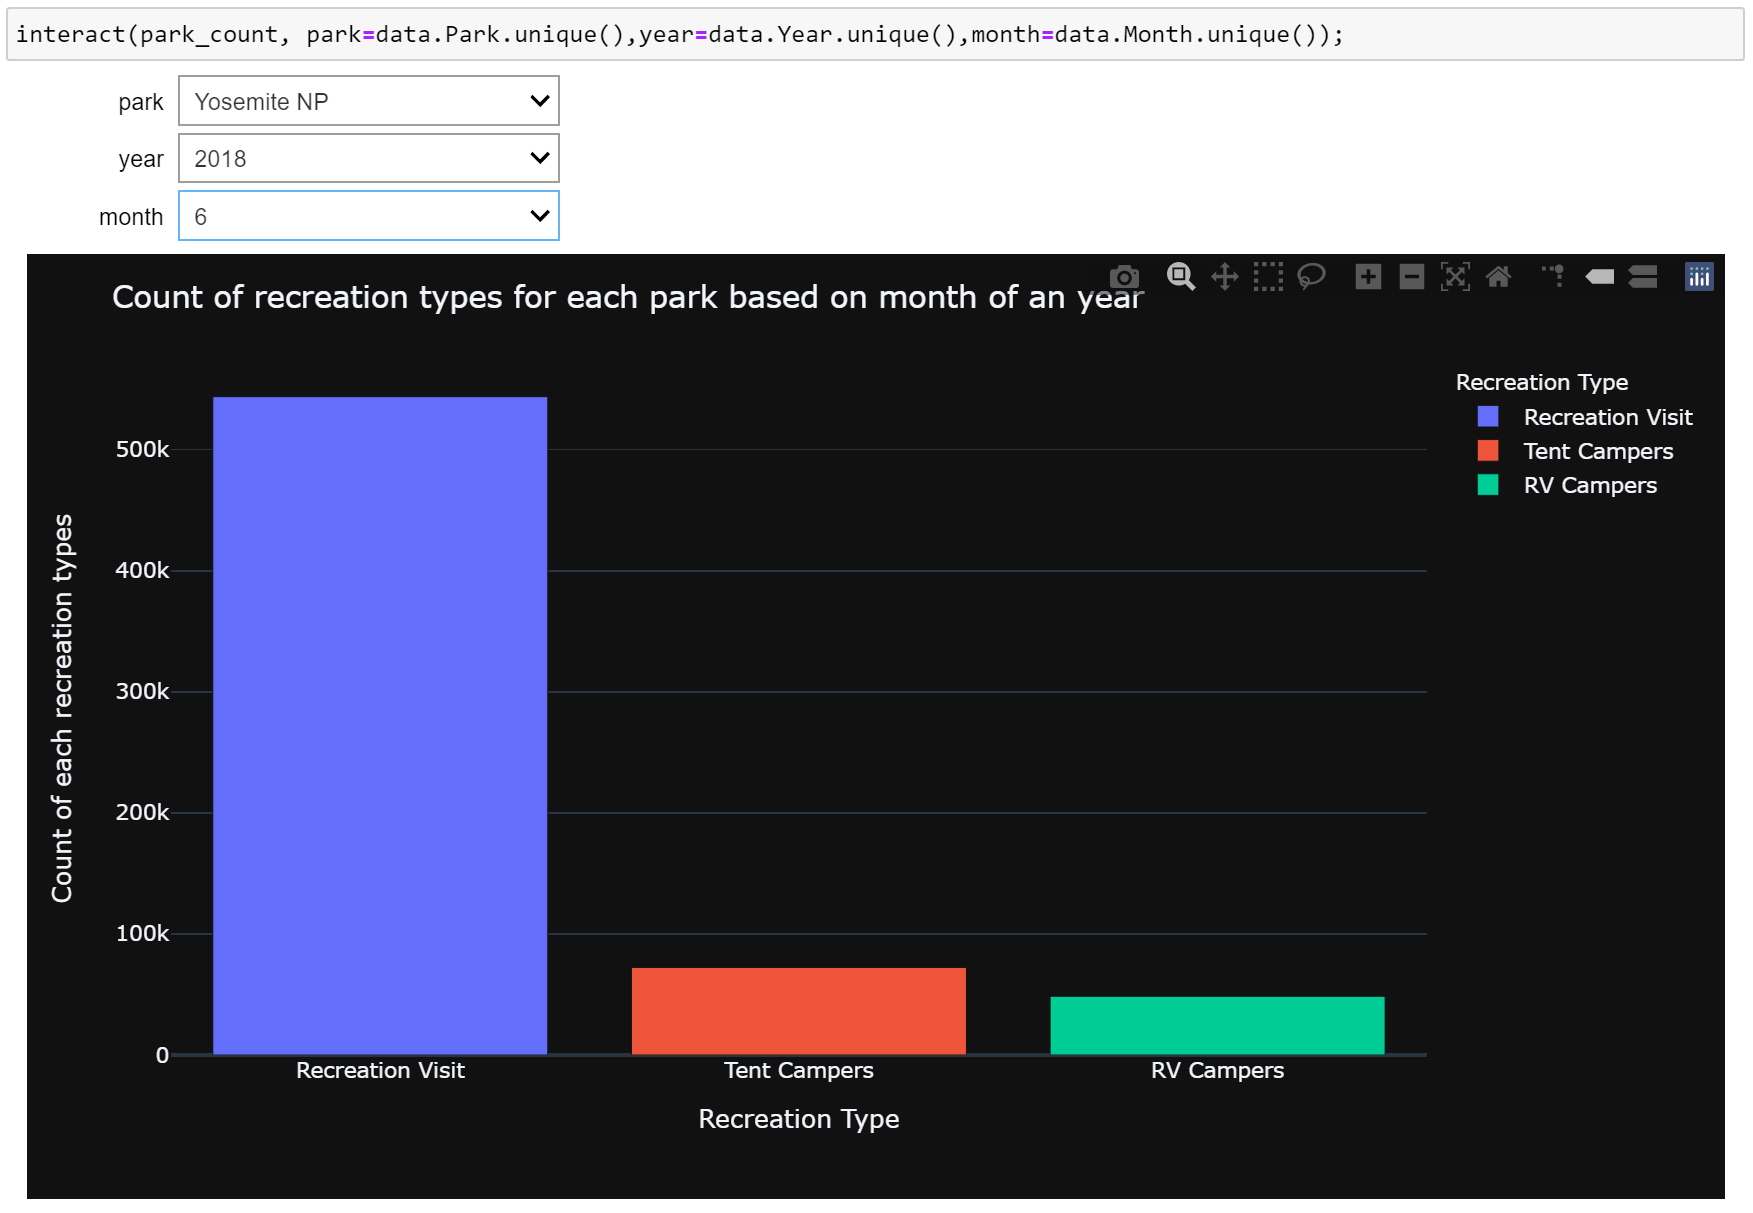 interact(park_count, park=data.Park.unique(),year=data.Year.unique(),month=data.Month.unique());
park Yosemite NP
year 2018
month 6
Count of recreation types for each park based on month of an year
Recreation Type
Recreation Visit
Tent Campers
RV Campers
Count of each recreation types
500k
400k
300k
200k
100k
0
Recreation Visit Tent Campers RV Campers
Recreation Type